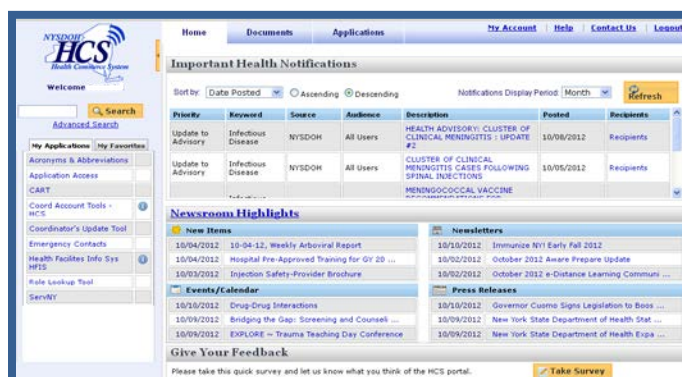 NYSDOH
HCS
Health Commerce System
Welcome
Search
Advanced Search
My Applications My Favorites
Acronyms & Abbreviations
Application Access
CART
Coord Account Tools -
HCS
Coordinator's Update Tool
Emergency Contacts
Health Facilites Info Sys
HFIS
Role Lookup Tool
ServNY
Home Documents Applications My Account Help Contact Us Logout
Important Health Notifications
Sort by: Date Posted Ascending Descending Notifications Display Period: Month Refresh
Priority Keyword Source Audience Description Posted Recipients
Update to Advisory Infectious Disease NYSDOH All Users HEALTH ADVISORY: CLUSTER OF CLINICAL MENINGITIS : UPDATE #2 10/08/2012 Recipients
Update to Advisory Infectious Disease NYSDOH All Users CLUSTER OF CLINICAL MENINGITIS CASES FOLLOWING SPINAL INJECTIONS 10/05/2012 Recipients
MENINGOCOCCAL VACCINE
Newsroom Highlights
New Items
10/04/2012 10-04-12, Weekly Arboviral Report
10/04/2012 Hospital Pre-Approved Training for GY 20 ...
10/03/2012 Injection Safety-Provider Brochure
Newsletters
10/10/2012 Immunize NY! Early Fall 2012
10/02/2012 October 2012 Aware Prepare Update
10/02/2012 October 2012 e-Distance Learning Communi ...
Events/Calendar
10/10/2012 Drug-Drug Interactions
10/09/2012 Bridging the Gap: Screening and Counseli ...
10/09/2012 EXPLORE ~ Trauma Teaching Day Conference
Press Releases
10/10/2012 Governor Cuomo Signs Legislation to Boos ...
10/09/2012 New York State Department of Health Stat ...
10/09/2012 New York State Department of Health Expa ...
Give Your Feedback
Please take this quick survey and let us know what you think of the HCS portal. Take Survey